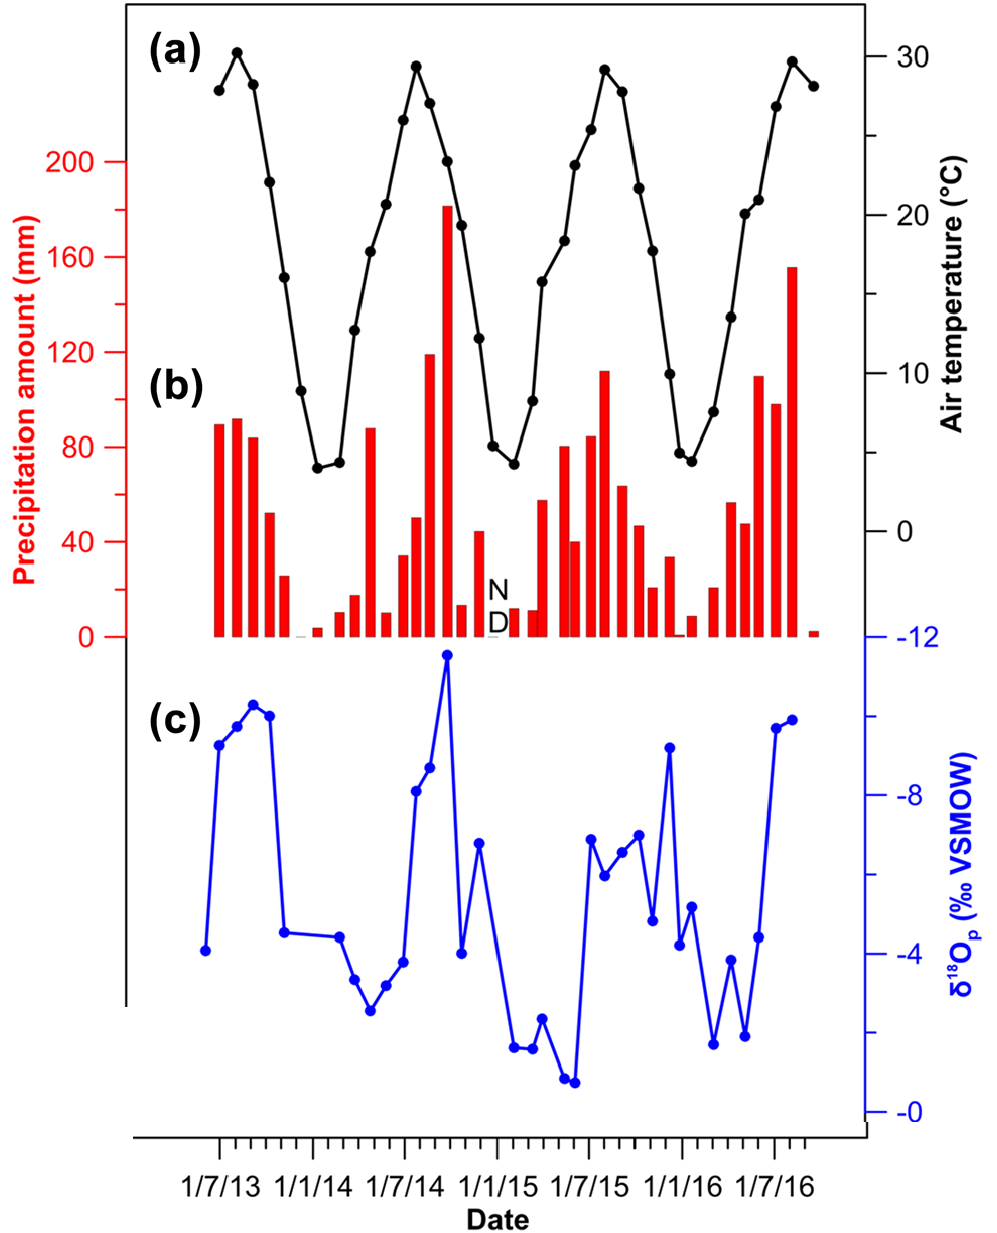 (a)
30
200
20
160
Precipitation amount (mm)
Air temperature (°C)
120
10
(b)
80
40
0
N
D
0
-12
(c)
-8
δ¹⁸Oₚ (‰ VSMOW)
-4
-0
1/7/13 1/1/14 1/7/14 1/1/15 1/7/15 1/1/16 1/7/16
Date